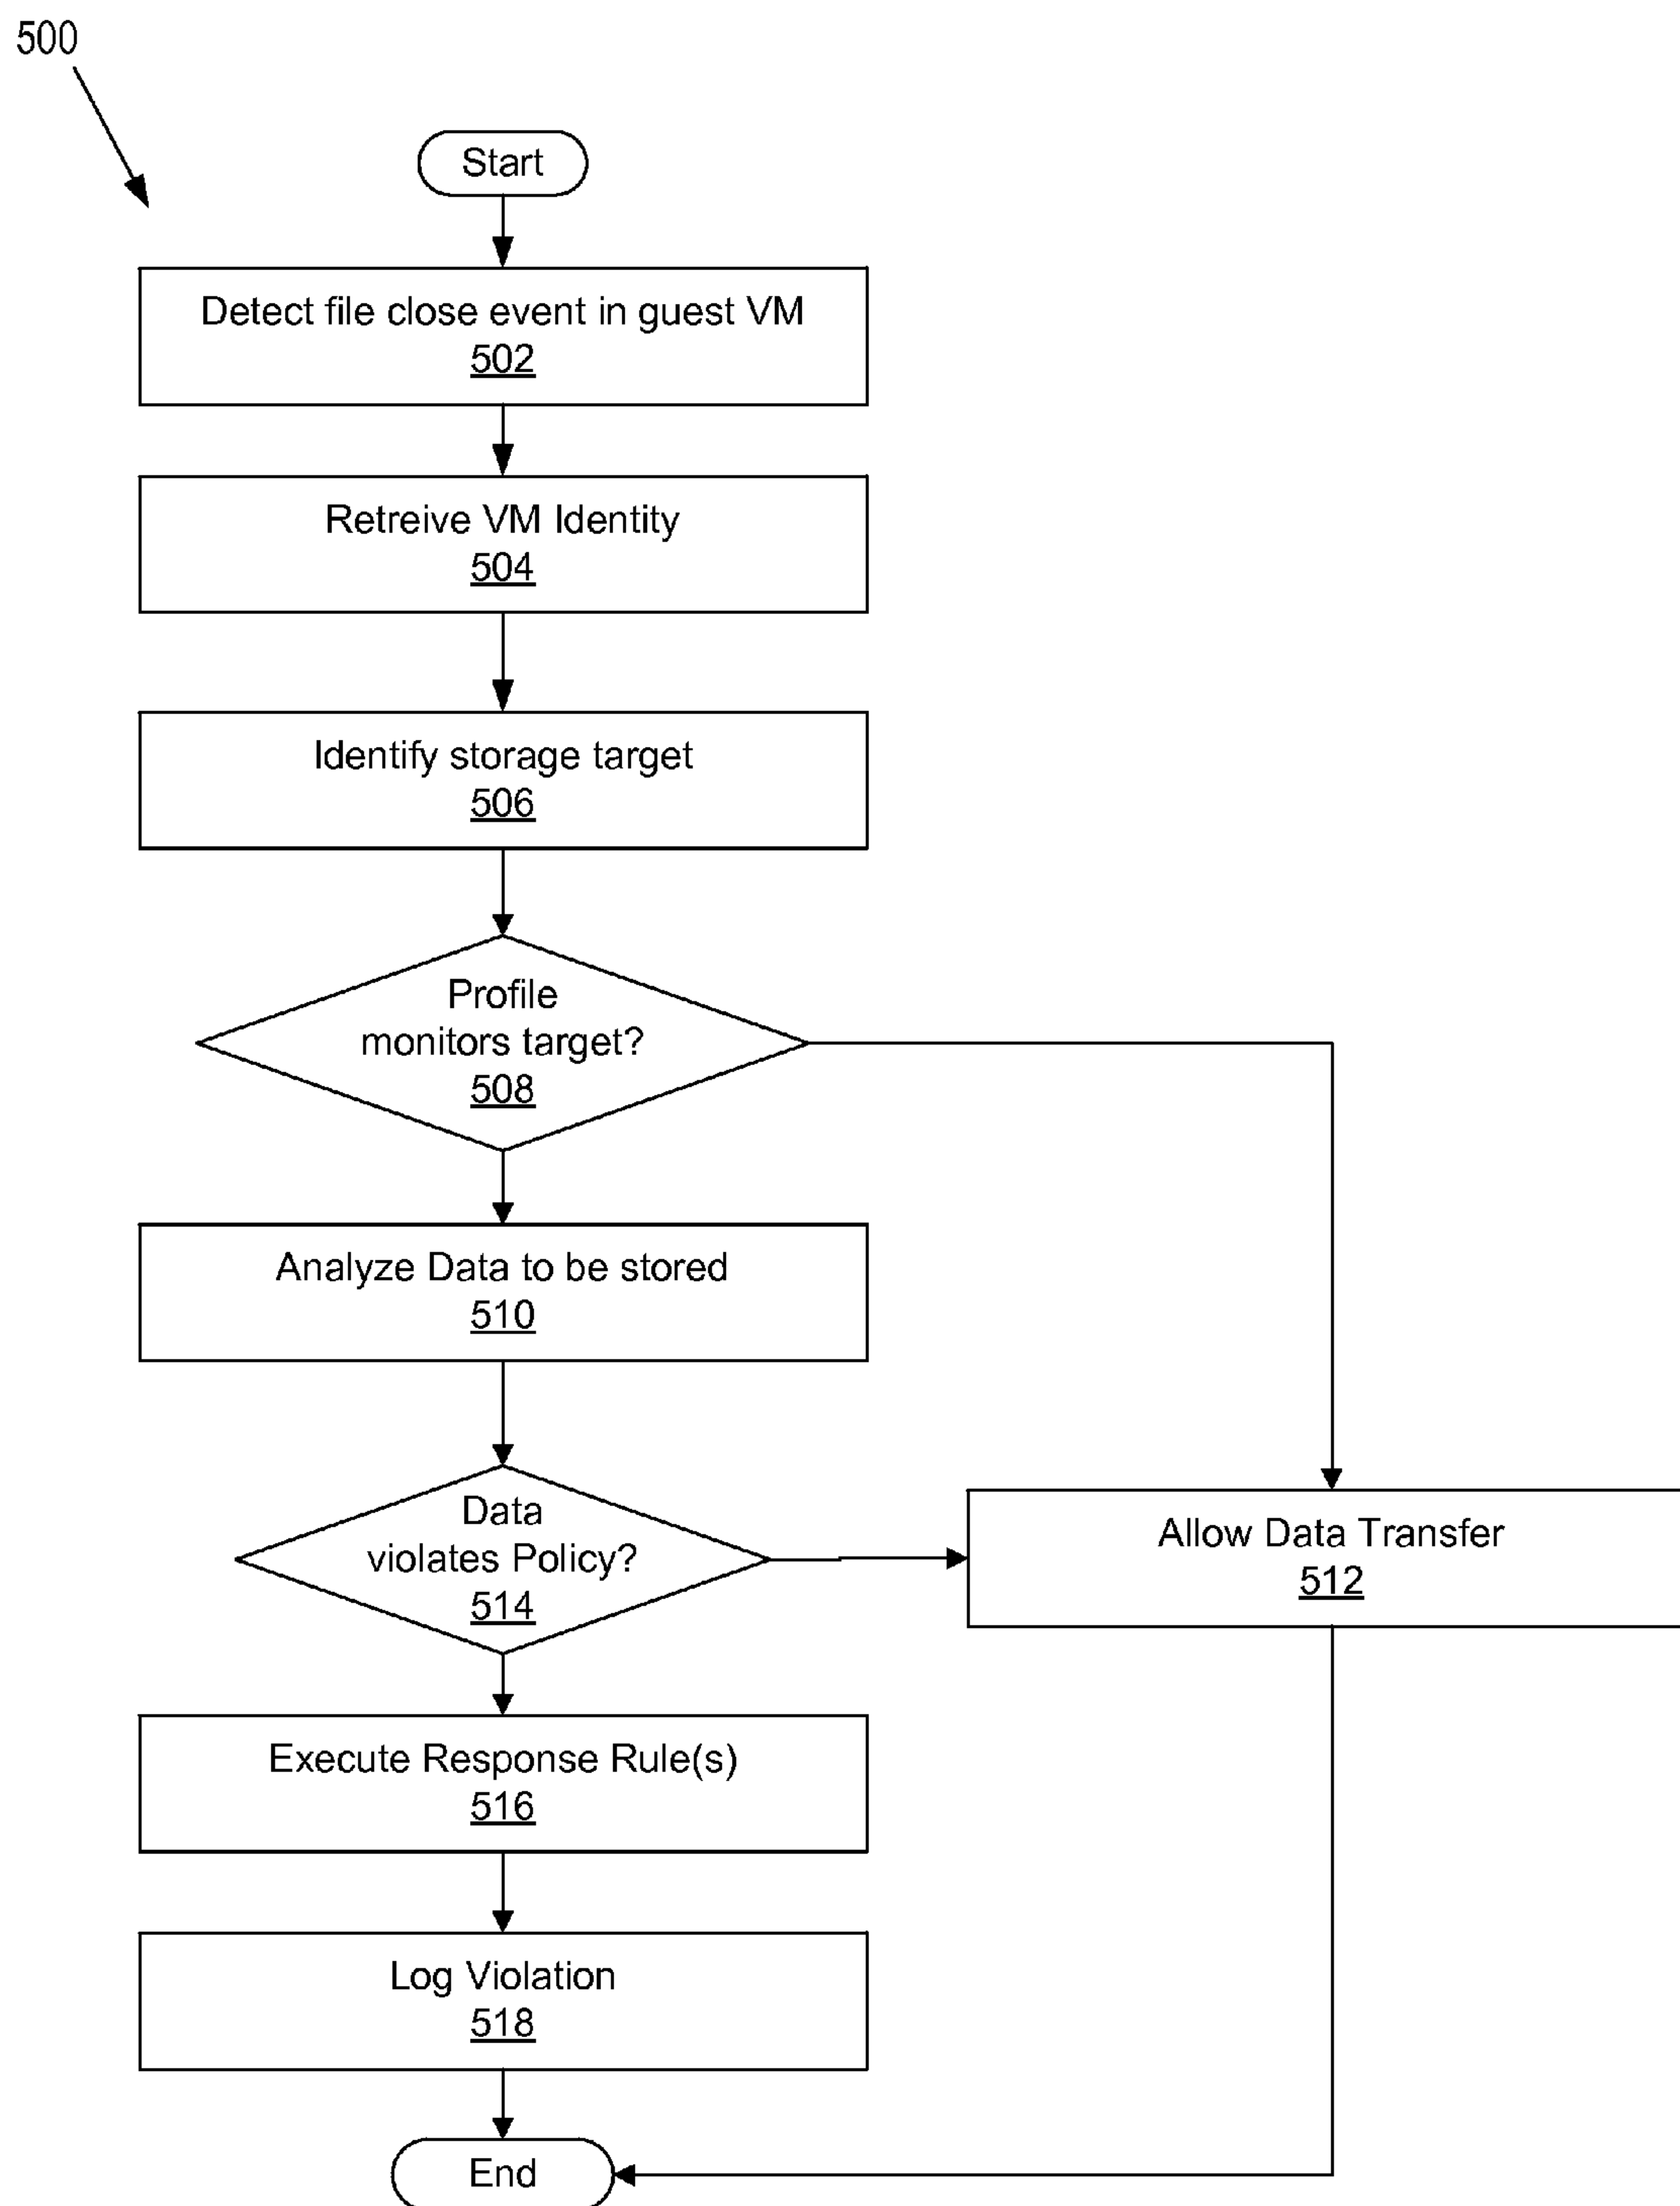 500
Start
Detect file close event in guest VM
502
Retreive VM Identity
504
Identify storage target
506
Profile
monitors target?
508
Analyze Data to be stored
510
Data
violates Policy?
514
Allow Data Transfer
512
Execute Response Rule(s)
516
Log Violation
518
End